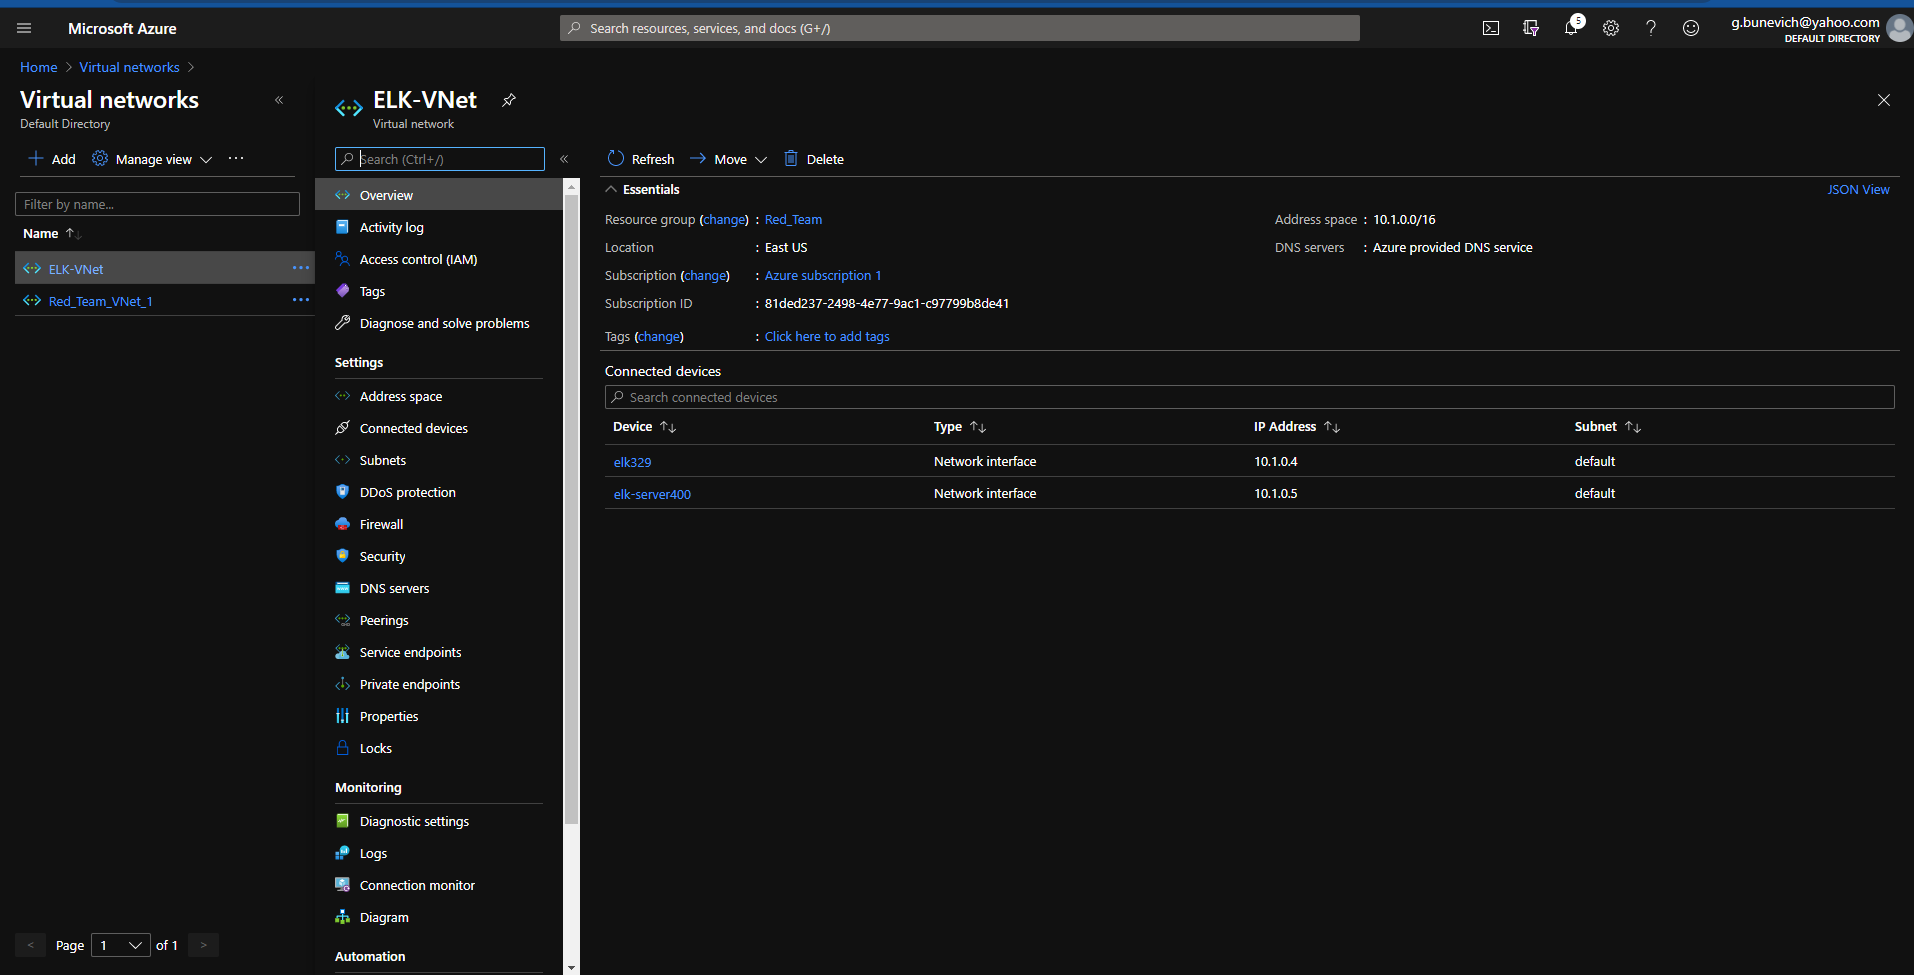 Microsoft Azure
Search resources, services, and docs (G+/)
5
g.bunevich@yahoo.com
DEFAULT DIRECTORY
Home > Virtual networks >
Virtual networks
«
Default Directory
+ Add
Manage view
...
Filter by name...
Name ↑↓
ELK-VNet
...
Red_Team_VNet_1
...
< Page 1 of 1 >
ELK-VNet
Virtual network
Search (Ctrl+/)
«
Overview
Activity log
Access control (IAM)
Tags
Diagnose and solve problems
Settings
Address space
Connected devices
Subnets
DDoS protection
Firewall
Security
DNS servers
Peerings
Service endpoints
Private endpoints
Properties
Locks
Monitoring
Diagnostic settings
Logs
Connection monitor
Diagram
Automation
Refresh → Move Delete
Essentials
JSON View
Resource group (change) : Red_Team
Location : East US
Subscription (change) : Azure subscription 1
Subscription ID : 81ded237-2498-4e77-9ac1-c97799b8de41
Tags (change) : Click here to add tags
Address space : 10.1.0.0/16
DNS servers : Azure provided DNS service
Connected devices
Search connected devices
Device ↑↓ Type ↑↓ IP Address ↑↓ Subnet ↑↓
elk329 Network interface 10.1.0.4 default
elk-server400 Network interface 10.1.0.5 default